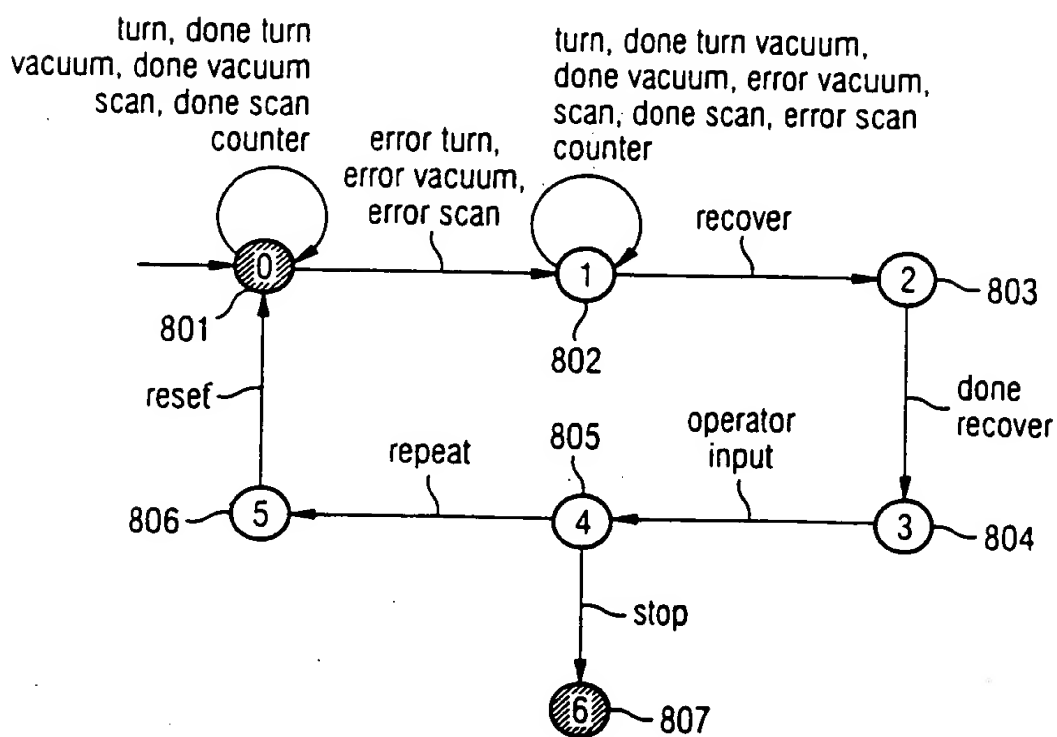 turn, done turn
vacuum, done vacuum
scan, done scan
counter
turn, done turn vacuum,
done vacuum, error vacuum,
scan, done scan, error scan
counter
error turn,
error vacuum,
error scan
recover
0
1
2
801
802
803
resef
repeat
805
operator
input
done
recover
806
5
4
3
804
stop
6
807